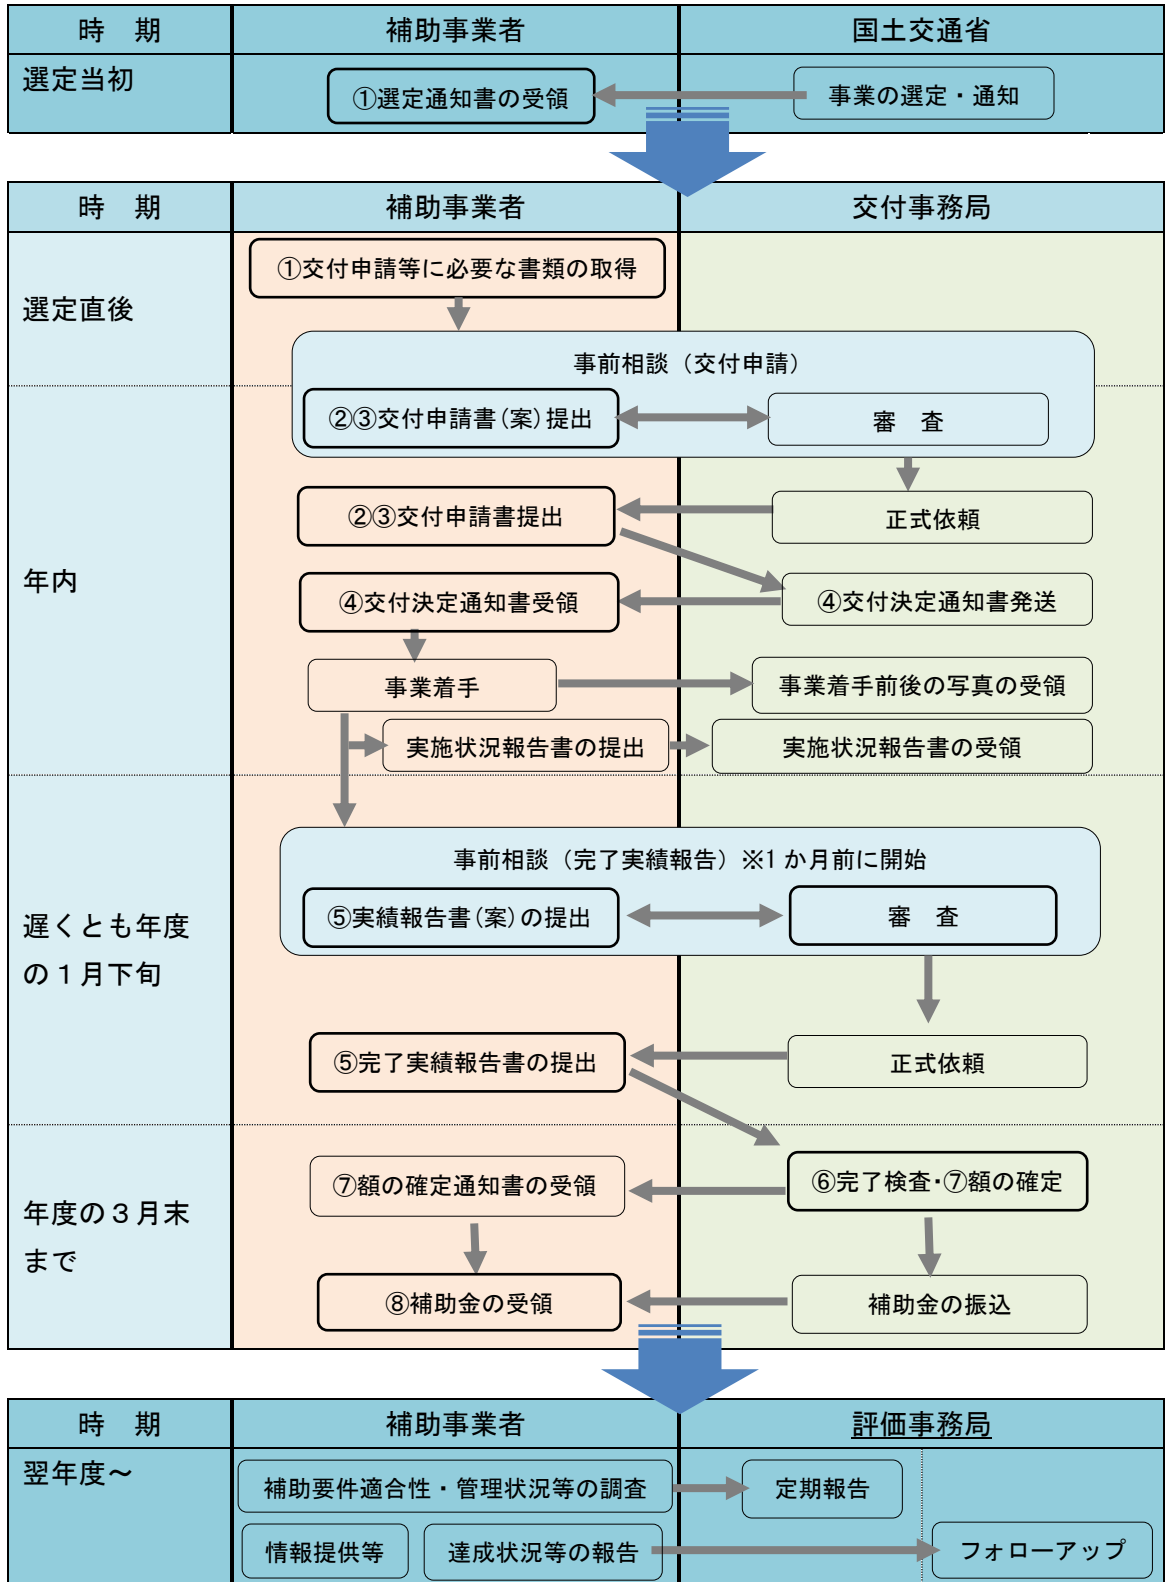 時　期　補助事業者　国土交通省
選定当初
①選定通知書の受領　事業の選定・通知
時　期　補助事業者　交付事務局
①交付申請等に必要な書類の取得
選定直後
事前相談（交付申請）
②③交付申請書(案)提出　審　査
②③交付申請書提出　正式依頼
年内
④交付決定通知書受領　④交付決定通知書発送
事業着手　事業着手前後の写真の受領
実施状況報告書の提出　実施状況報告書の受領
事前相談（完了実績報告）※1か月前に開始
⑤実績報告書(案)の提出　審　査
遅くとも年度
の１月下旬
⑤完了実績報告書の提出　正式依頼
⑦額の確定通知書の受領　⑥完了検査・⑦額の確定
年度の３月末
まで
⑧補助金の受領　補助金の振込
時　期　補助事業者　評価事務局
翌年度～
補助要件適合性・管理状況等の調査　定期報告
情報提供等　達成状況等の報告　フォローアップ